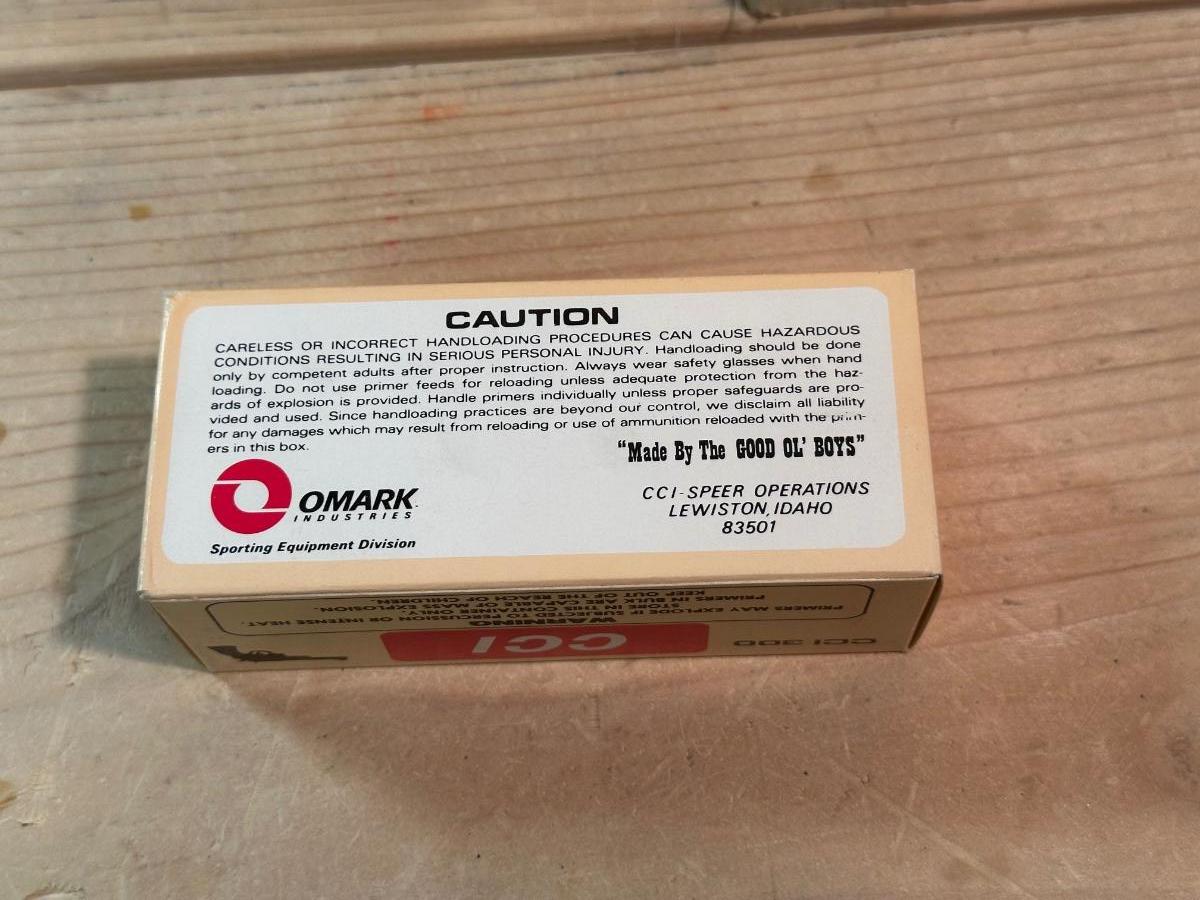 CAUTION
CARELESS OR INCORRECT HANDLOADING PROCEDURES CAN CAUSE HAZARDOUS
CONDITIONS RESULTING IN SERIOUS PERSONAL INJURY. Handloading should be done
only by competent adults after proper instruction. Always wear safety glasses when hand
loading. Do not use primer feeds for reloading unless adequate protection from the haz-
ards of explosion is provided. Handle primers individually unless proper safeguards are pro-
vided and used. Since handloading practices are beyond our control, we disclaim all liability
for any damages which may result from reloading or use of ammunition reloaded with the prim-
ers in this box.
"Made By The GOOD OL' BOYS"
OMARK
INDUSTRIES
Sporting Equipment Division
CCI-SPEER OPERATIONS
LEWISTON, IDAHO
83501
CCI 300
CCI
WARNING
PRIMERS MAY EXPLODE IF SUBJECTED TO PERCUSSION OR INTENSE HEAT.
STORE IN THIS CONTAINER ONLY.
PRIMERS IN BULK ARE CAPABLE OF MASS EXPLOSION.
KEEP OUT OF THE REACH OF CHILDREN.